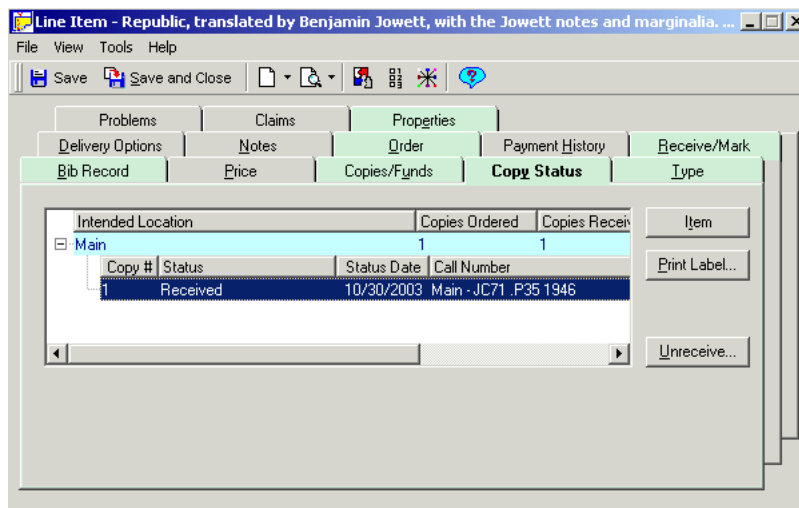 Line Item - Republic, translated by Benjamin Jowett, with the Jowett notes and marginalia. ...
File View Tools Help
Save Save and Close
Problems Claims Properties
Delivery Options Notes Order Payment History Receive/Mark
Bib Record Price Copies/Funds Copy Status Type
Intended Location Copies Ordered Copies Receiv Item
Main 1 1
Copy # Status Status Date Call Number Print Label...
1 Received 10/30/2003 Main - JC71 .P35 1946
Unreceive...